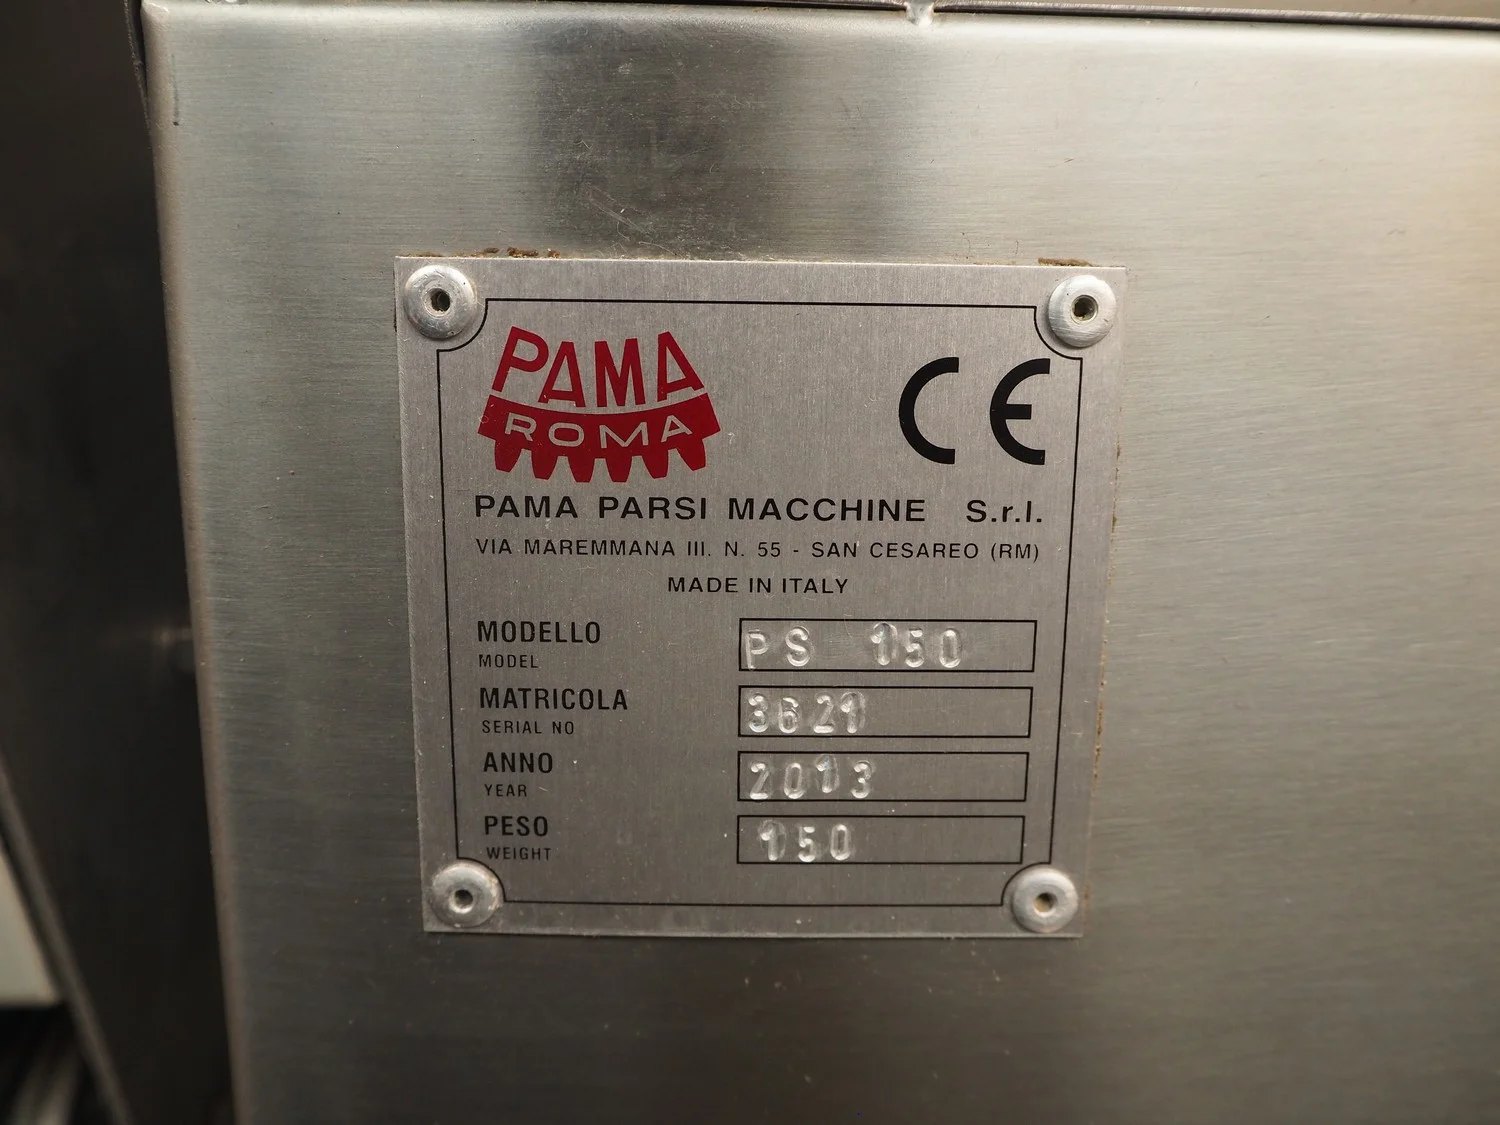 PAMA
ROMA
CE
PAMA PARSI MACCHINE S.r.l.
VIA MAREMMANA III. N. 55 - SAN CESAREO (RM)
MADE IN ITALY
MODELLO
MODEL
PS 150
MATRICOLA
SERIAL NO
3621
ANNO
YEAR
2013
PESO
WEIGHT
150